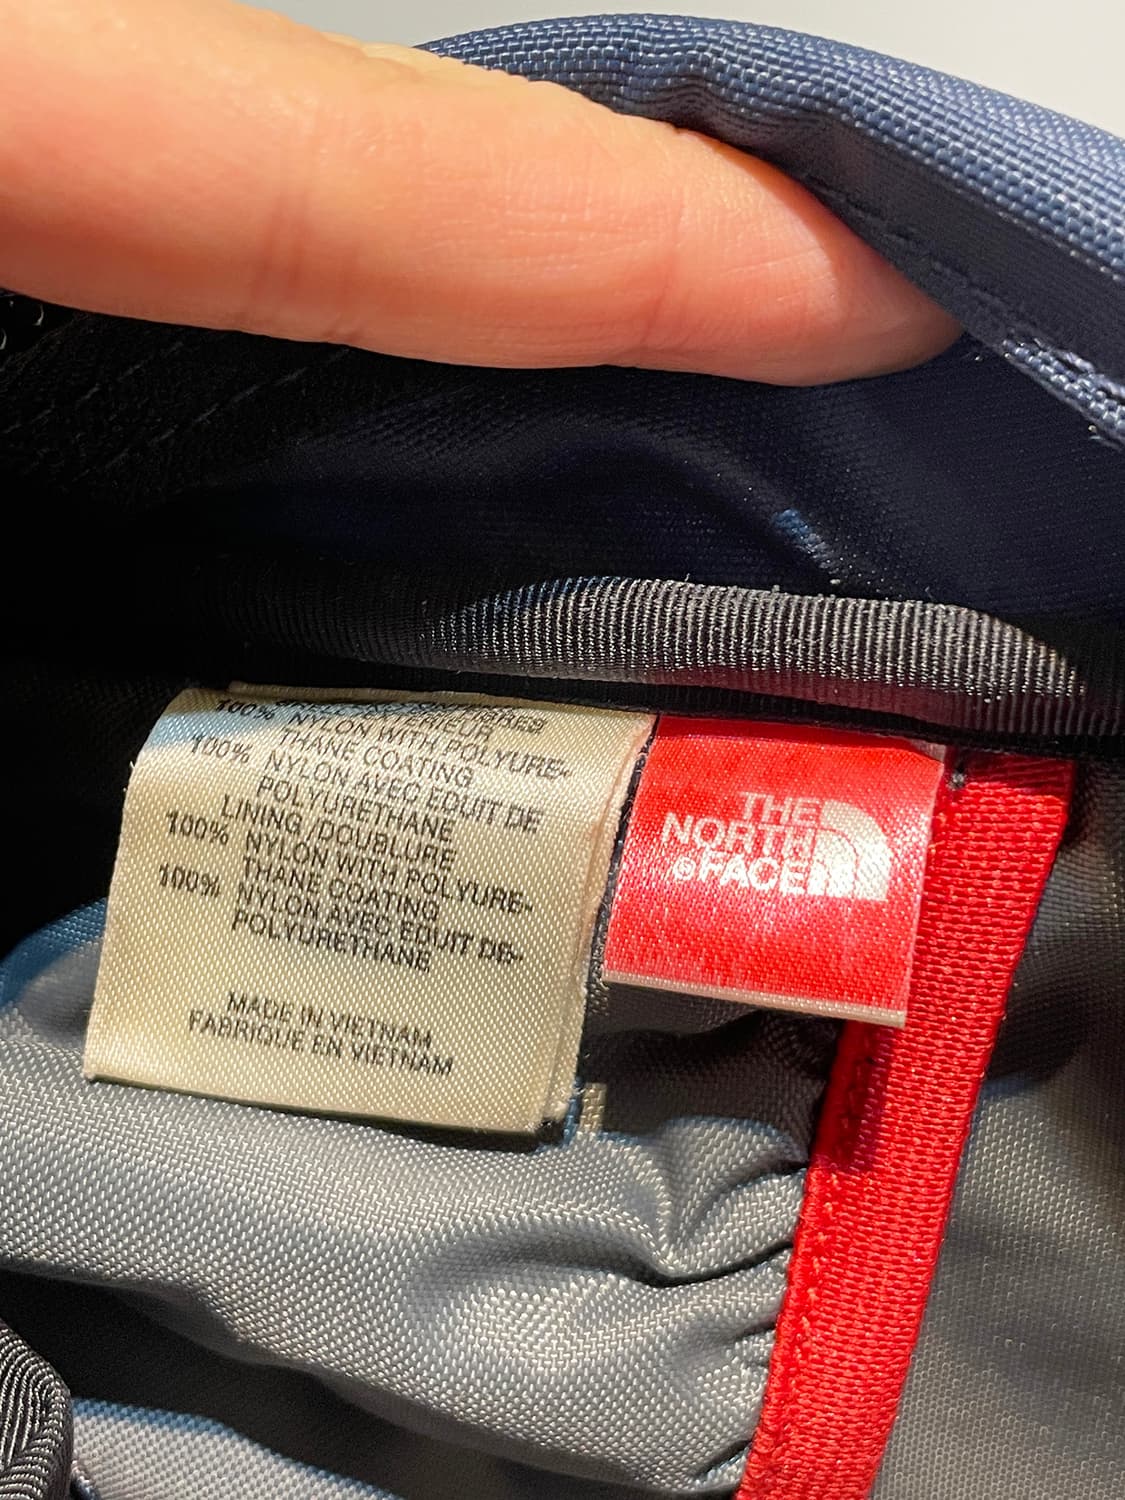 EXTÉRIEUR
100% NYLON WITH POLYURE-
THANE COATING
100% NYLON AVEC EDUIT DE
POLYURETHANE
LINING /DOUBLURE
100% NYLON WITH POLYURE-
THANE COATING
100% NYLON AVEC EDUIT DE
POLYURETHANE
MADE IN VIETNAM
FABRIQUE EN VIETNAM
THE
NORTH
FACE